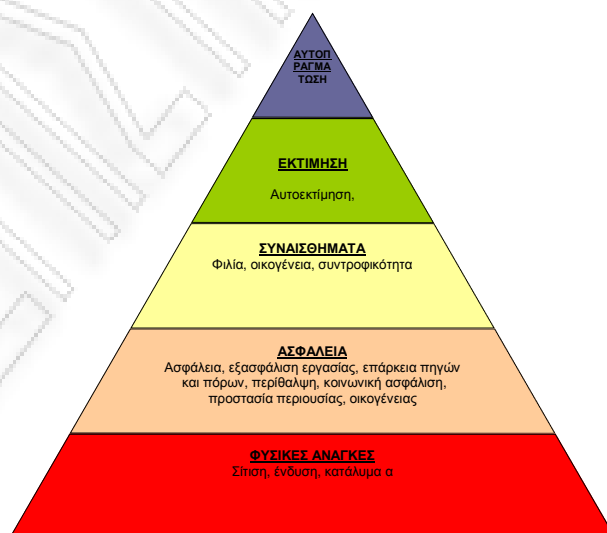 ΑΥΤΟΠ
ΡΑΓΜΑ
ΤΩΣΗ
ΕΚΤΙΜΗΣΗ
Αυτοεκτίμηση,
ΣΥΝΑΙΣΘΗΜΑΤΑ
Φιλία, οικογένεια, συντροφικότητα
ΑΣΦΑΛΕΙΑ
Ασφάλεια, εξασφάλιση εργασίας, επάρκεια πηγών
και πόρων, περίθαλψη, κοινωνική ασφάλιση,
προστασία περιουσίας, οικογένειας
ΦΥΣΙΚΕΣ ΑΝΑΓΚΕΣ
Σίτιση, ένδυση, κατάλυμα α